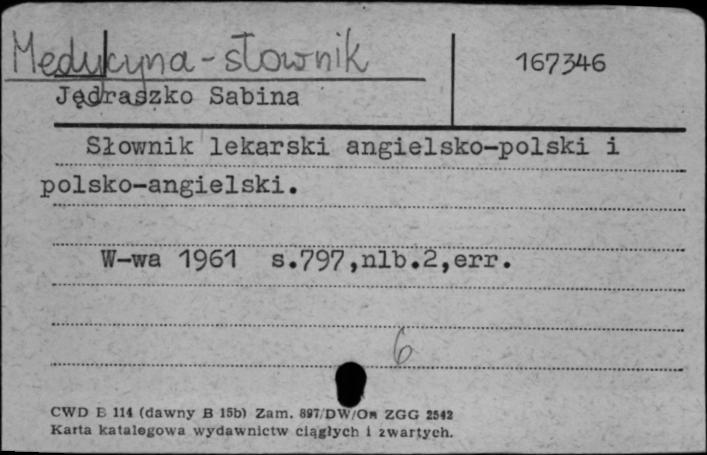 Medycyna - słownik
167346
Jędraszko Sabina
Słownik lekarski angielsko-polski i
polsko-angielski.
W-wa 1961 s.797,nlb.2,err.
6
CWD B 114 (dawny B 15b) Zam. 897/DW/Om ZGG 2542
Karta katalogowa wydawnictw ciągłych i zwartych.